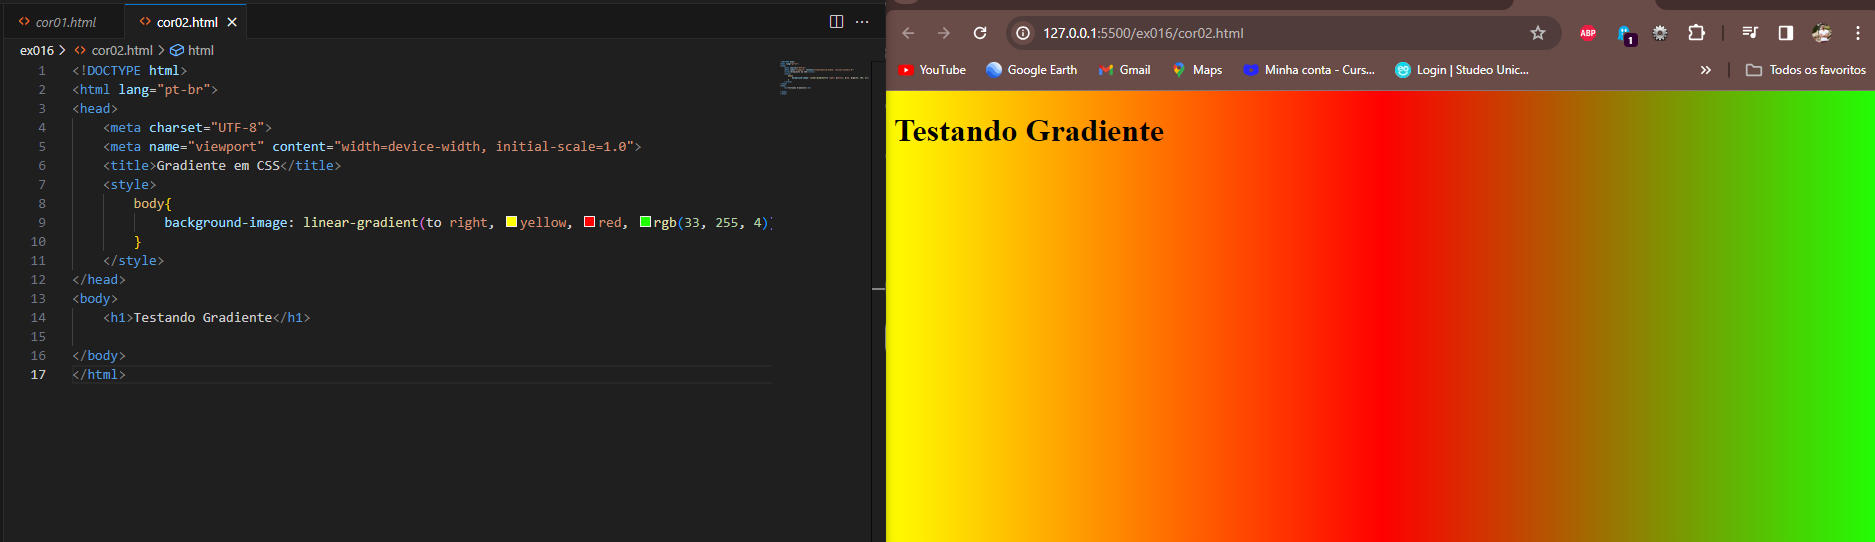 cor01.html
cor02.html
ex016 > cor02.html > html
1 <!DOCTYPE html>
2 <html lang="pt-br">
3 <head>
4 <meta charset="UTF-8">
5 <meta name="viewport" content="width=device-width, initial-scale=1.0">
6 <title>Gradiente em CSS</title>
7 <style>
8 body{
9 background-image: linear-gradient(to right, yellow, red, rgb(33, 255, 4))
10 }
11 </style>
12 </head>
13 <body>
14 <h1>Testando Gradiente</h1>
15
16 </body>
17 </html>
127.0.0.1:5500/ex016/cor02.html
ABP
1
YouTube
Google Earth
Gmail
Maps
Minha conta - Curs...
Login | Studeo Unic...
Todos os favoritos
Testando Gradiente